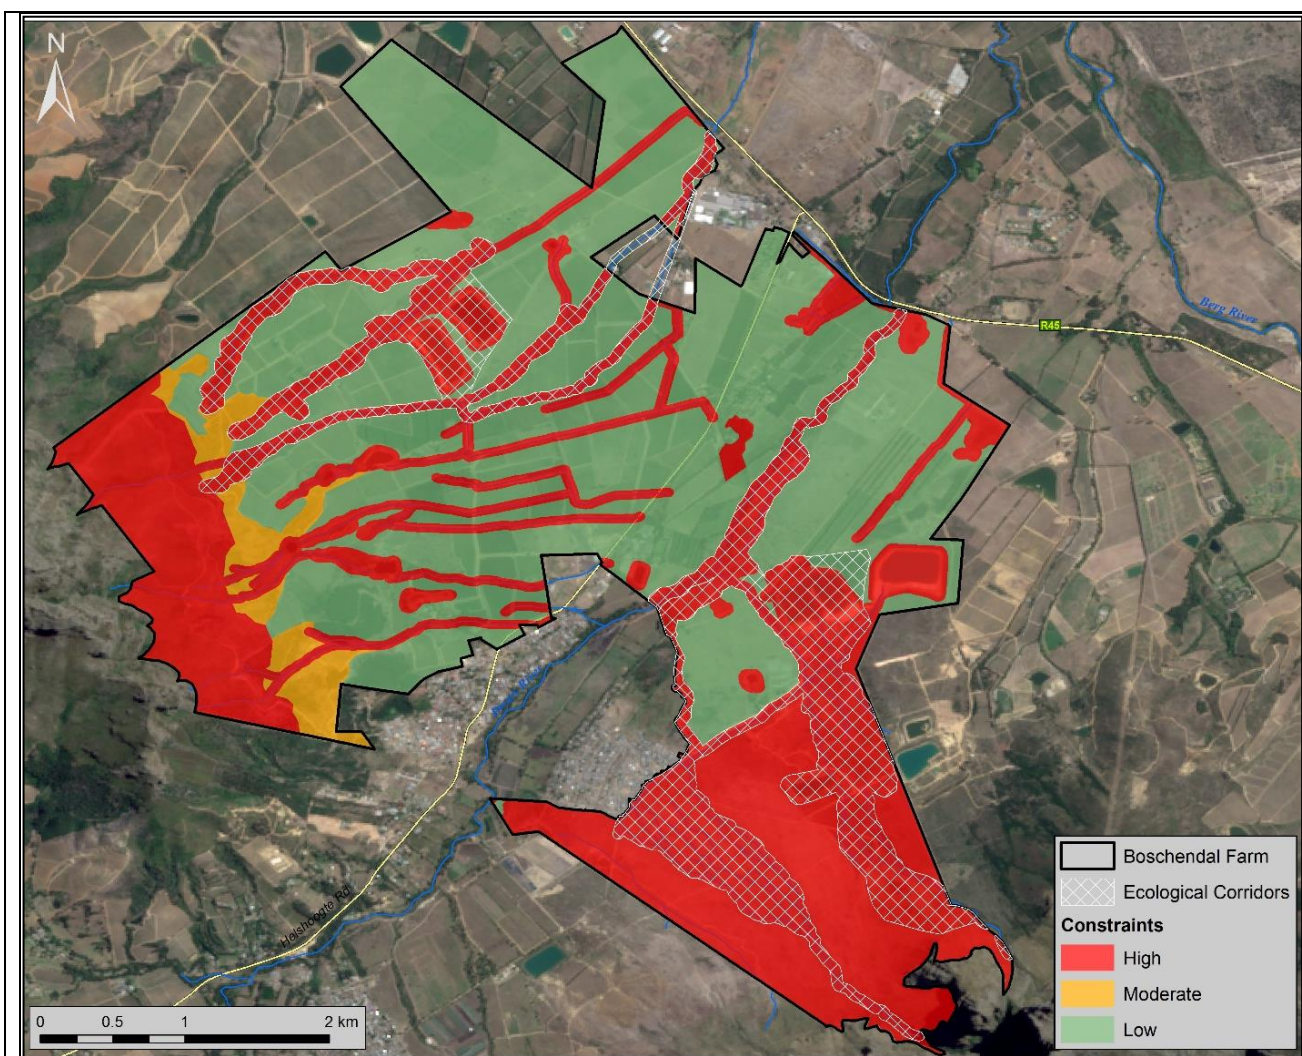 N
R45
Berg River
Helshoogte Rd
Boschendal Farm
Ecological Corridors
Constraints
High
Moderate
Low
0 0.5 1 2 km